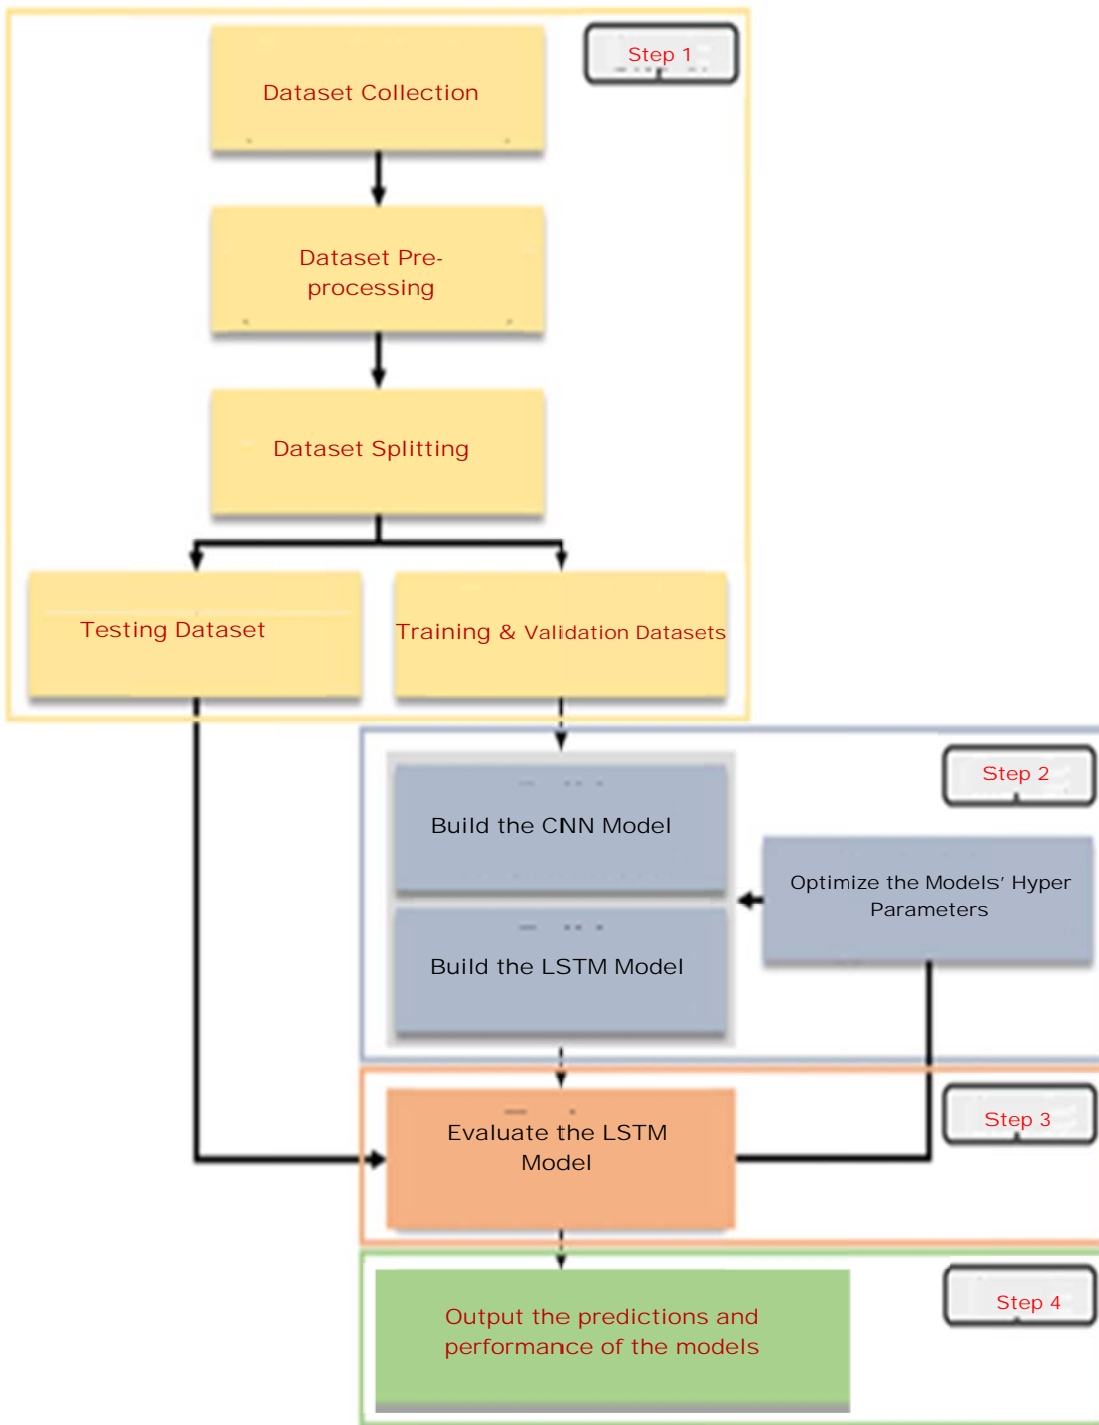 Step 1
Dataset Collection
Dataset Pre-
processing
Dataset Splitting
Testing Dataset
Training & Validation Datasets
Step 2
Build the CNN Model
Optimize the Models' Hyper
Parameters
Build the LSTM Model
Step 3
Evaluate the LSTM
Model
Step 4
Output the predictions and
performance of the models